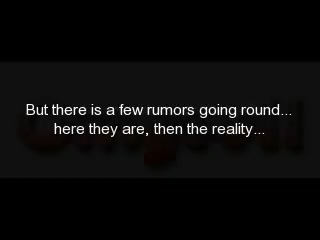 But there is a few rumors going round...
here they are, then the reality...